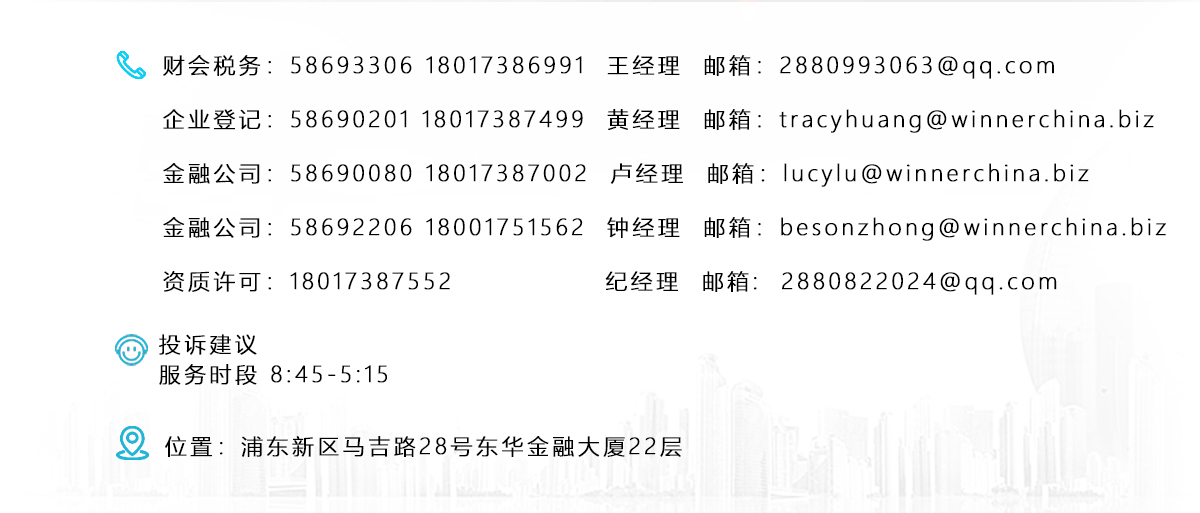 财会税务：58693306 18017386991 王经理 邮箱：2880993063@qq.com
企业登记：58690201 18017387499 黄经理 邮箱：tracyhuang@winnerchina.biz
金融公司：58690080 18017387002 卢经理 邮箱：lucylu@winnerchina.biz
金融公司：58692206 18001751562 钟经理 邮箱：besonzhong@winnerchina.biz
资质许可：18017387552 纪经理 邮箱: 2880822024@qq.com
投诉建议
服务时段 8:45-5:15
位置：浦东新区马吉路28号东华金融大厦22层